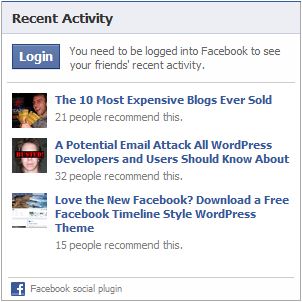 Recent Activity
Login
You need to be logged into Facebook to see
your friends' recent activity.
The 10 Most Expensive Blogs Ever Sold
21 people recommend this.
BUSTED!
A Potential Email Attack All WordPress
Developers and Users Should Know About
32 people recommend this.
Love the New Facebook? Download a Free
Facebook Timeline Style WordPress
Theme
15 people recommend this.
Facebook social plugin